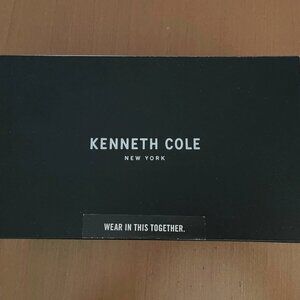 KENNETH COLE
NEW YORK
WEAR IN THIS TOGETHER.